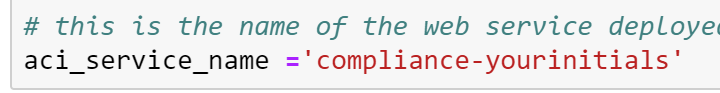 # this is the name of the web service deployed
aci_service_name ='compliance-yourinitials'